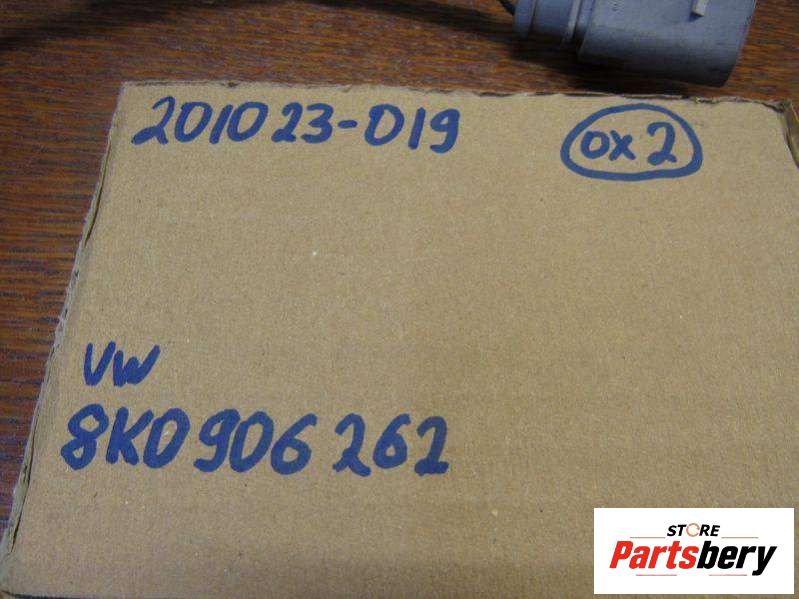 201023-019
OX2
VW
8K0906262
STORE
Partsbery